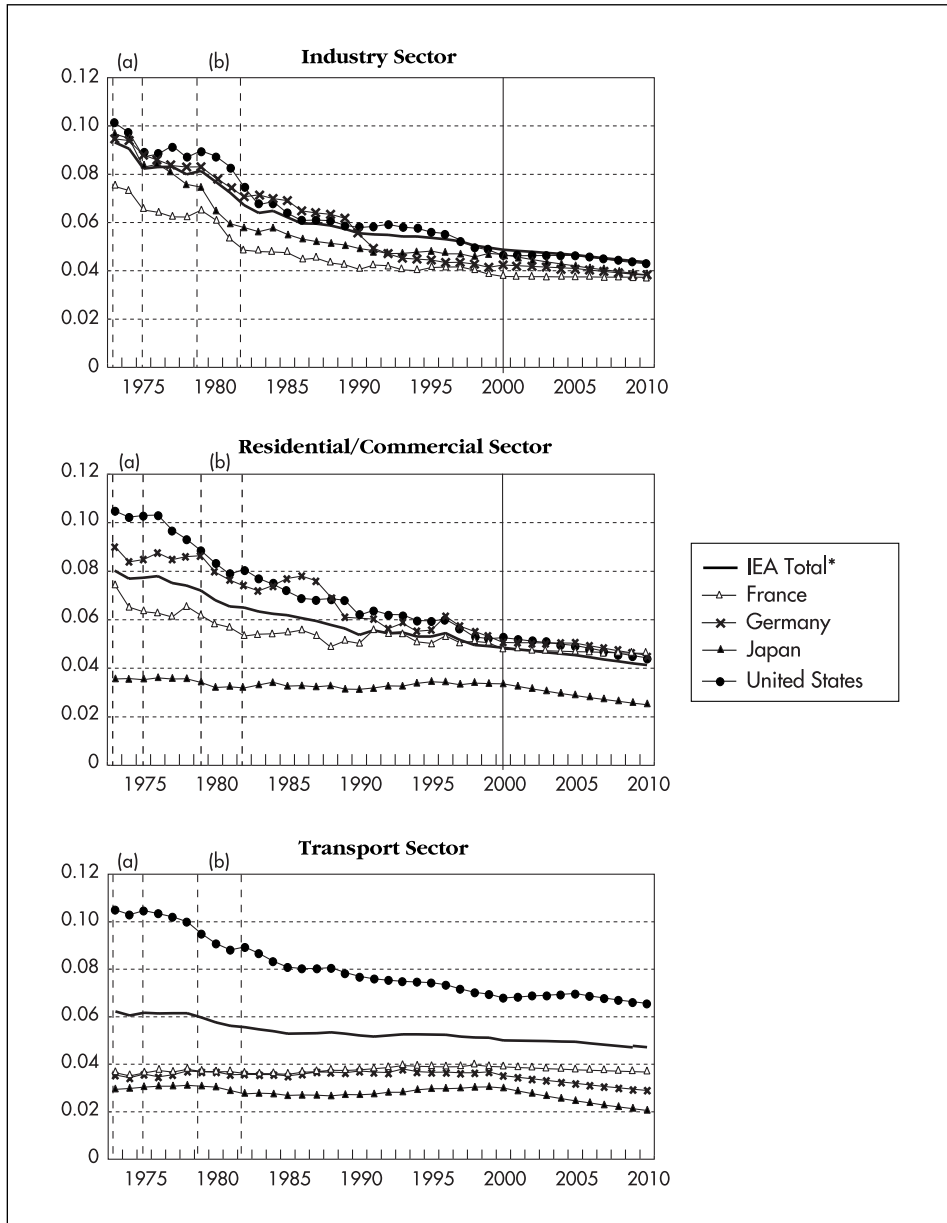 Industry Sector
(a) (b)
0.12
0.10
0.08
0.06
0.04
0.02
0
1975 1980 1985 1990 1995 2000 2005 2010
Residential/Commercial Sector
(a) (b)
0.12
0.10
0.08
0.06
0.04
0.02
0
1975 1980 1985 1990 1995 2000 2005 2010
IEA Total*
France
Germany
Japan
United States
Transport Sector
(a) (b)
0.12
0.10
0.08
0.06
0.04
0.02
0
1975 1980 1985 1990 1995 2000 2005 2010